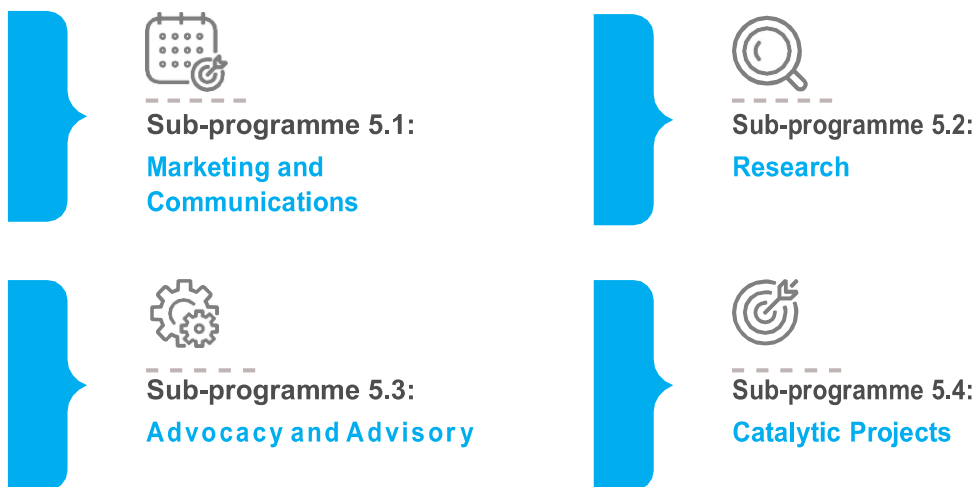 Sub-programme 5.1:
Marketing and
Communications
Sub-programme 5.2:
Research
Sub-programme 5.3:
Advocacy and Advisory
Sub-programme 5.4:
Catalytic Projects